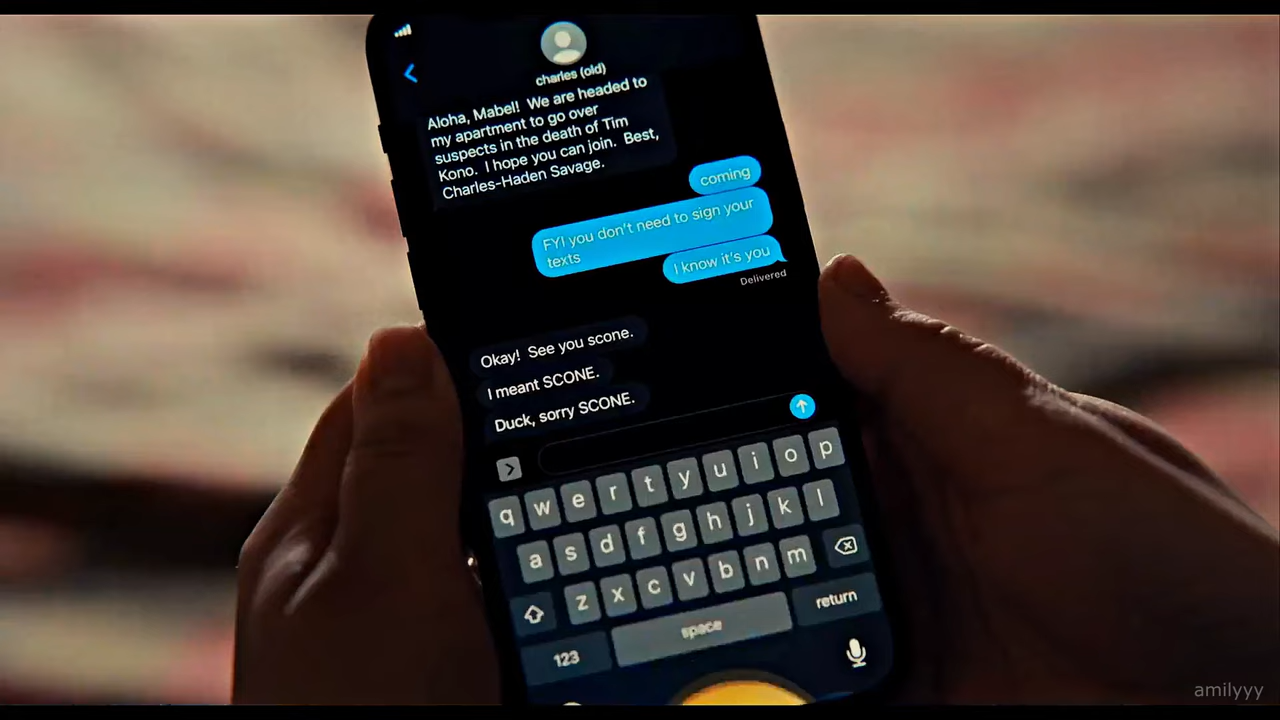 charles (old)
Aloha, Mabel! We are headed to
my apartment to go over
suspects in the death of Tim
Kono. I hope you can join. Best,
Charles-Haden Savage.
coming
FYI you don't need to sign your
texts
I know it's you
Delivered
Okay! See you scone.
I meant SCONE.
Duck, sorry SCONE.
q w e r t y u i o p
a s d f g h j k l
z x c v b n m
123 space return
amilyyy